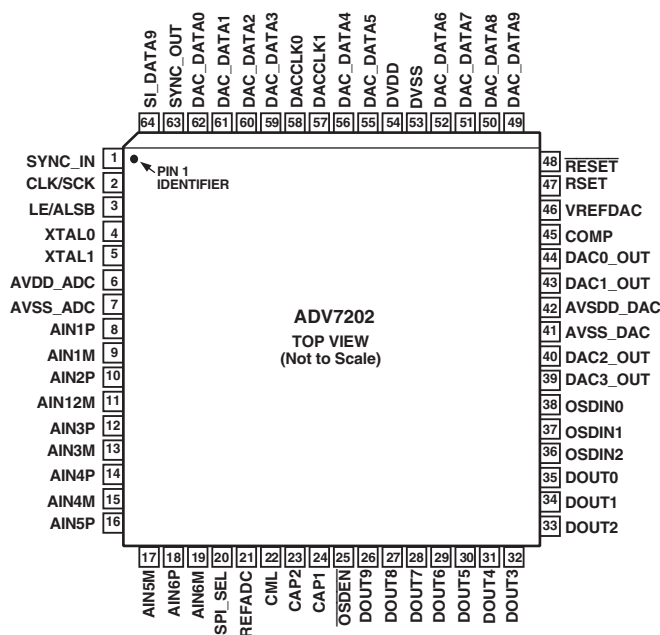 SI_DATA9
SYNC_OUT
DAC_DATA0
DAC_DATA1
DAC_DATA2
DAC_DATA3
DACCLK0
DACCLK1
DAC_DATA4
DAC_DATA5
DVDD
DVSS
DAC_DATA6
DAC_DATA7
DAC_DATA8
DAC_DATA9
64 63 62 61 60 59 58 57 56 55 54 53 52 51 50 49
SYNC_IN 1
CLK/SCK 2
LE/ALSB 3
XTAL0 4
XTAL1 5
AVDD_ADC 6
AVSS_ADC 7
AIN1P 8
AIN1M 9
AIN2P 10
AIN12M 11
AIN3P 12
AIN3M 13
AIN4P 14
AIN4M 15
AIN5P 16
PIN 1
IDENTIFIER
ADV7202
TOP VIEW
(Not to Scale)
48 RESET
47 RSET
46 VREFDAC
45 COMP
44 DAC0_OUT
43 DAC1_OUT
42 AVSDD_DAC
41 AVSS_DAC
40 DAC2_OUT
39 DAC3_OUT
38 OSDIN0
37 OSDIN1
36 OSDIN2
35 DOUT0
34 DOUT1
33 DOUT2
17 18 19 20 21 22 23 24 25 26 27 28 29 30 31 32
AIN5M
AIN6P
AIN6M
SPI_SEL
REFADC
CML
CAP2
CAP1
OSDEN
DOUT9
DOUT8
DOUT7
DOUT6
DOUT5
DOUT4
DOUT3